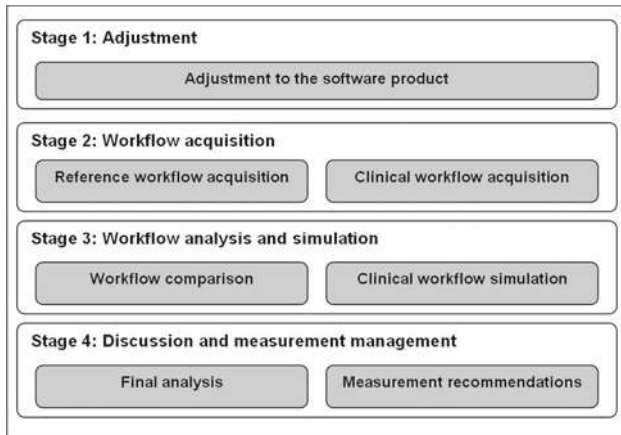 Stage 1: Adjustment
Adjustment to the software product
Stage 2: Workflow acquisition
Reference workflow acquisition
Clinical workflow acquisition
Stage 3: Workflow analysis and simulation
Workflow comparison
Clinical workflow simulation
Stage 4: Discussion and measurement management
Final analysis
Measurement recommendations